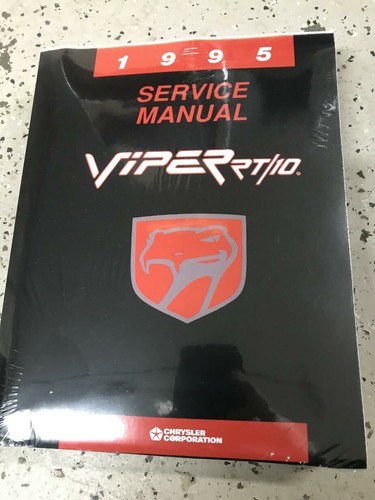 1 9 9 5
SERVICE
MANUAL
VIPER RT/10
CHRYSLER
CORPORATION